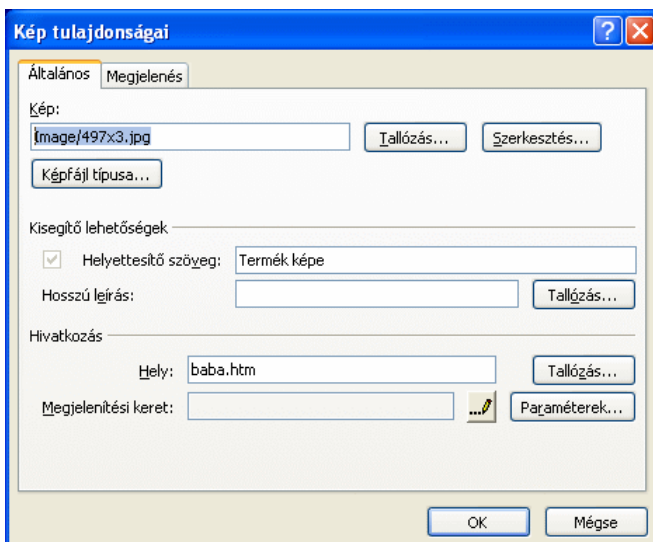 Kép tulajdonságai
Általános Megjelenés
Kép:
image/497x3.jpg Tallózás... Szerkesztés...
Képfájl típusa...
Kisegítő lehetőségek
Helyettesítő szöveg: Termék képe
Hosszú leírás: Tallózás...
Hivatkozás
Hely: baba.htm Tallózás...
Megjelenítési keret: ... Paraméterek...
OK Mégse